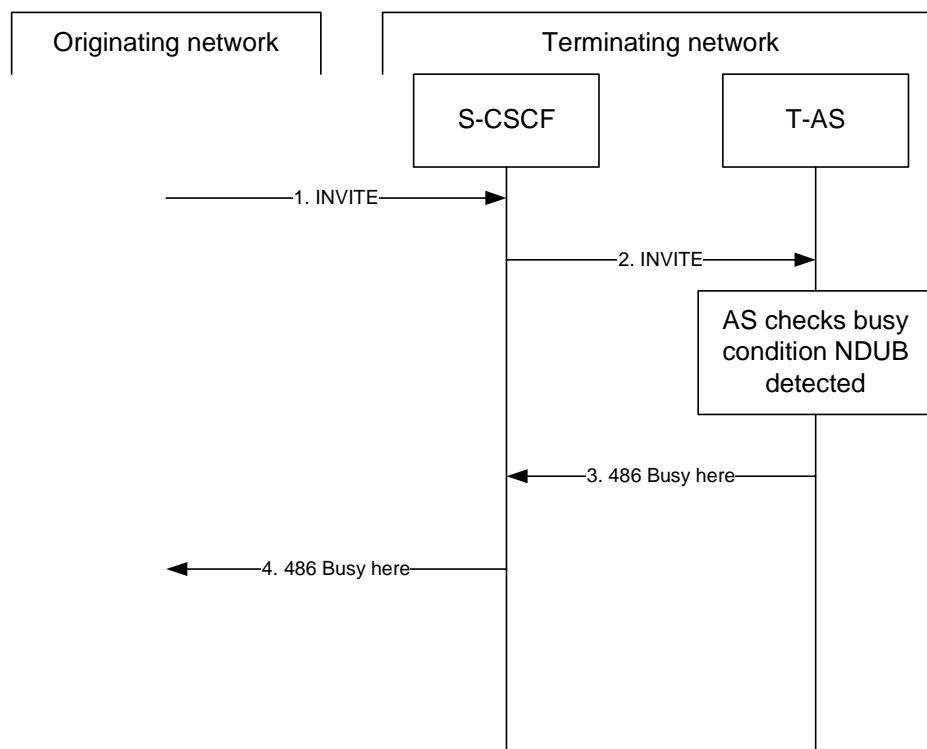 Originating network
Terminating network
S-CSCF
T-AS
1. INVITE
2. INVITE
AS checks busy
condition NDUB
detected
3. 486 Busy here
4. 486 Busy here